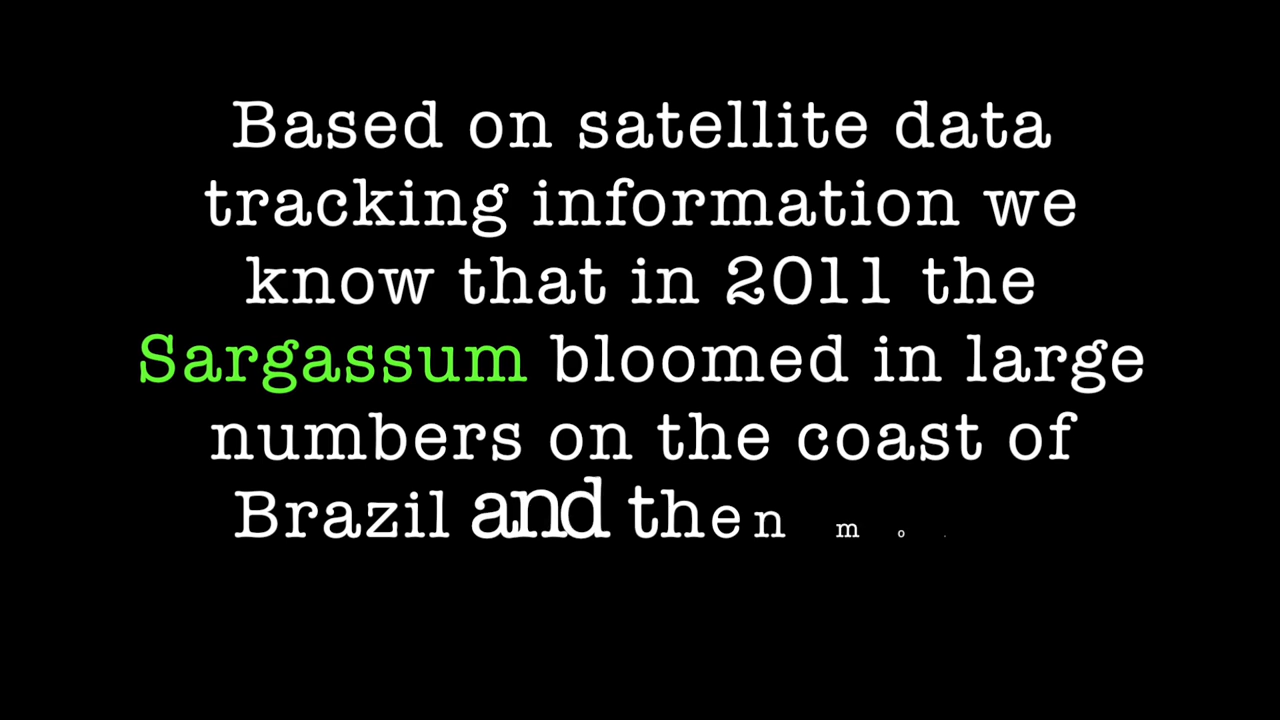 Based on satellite data
tracking information we
know that in 2011 the
Sargassum bloomed in large
numbers on the coast of
Brazil and then mo